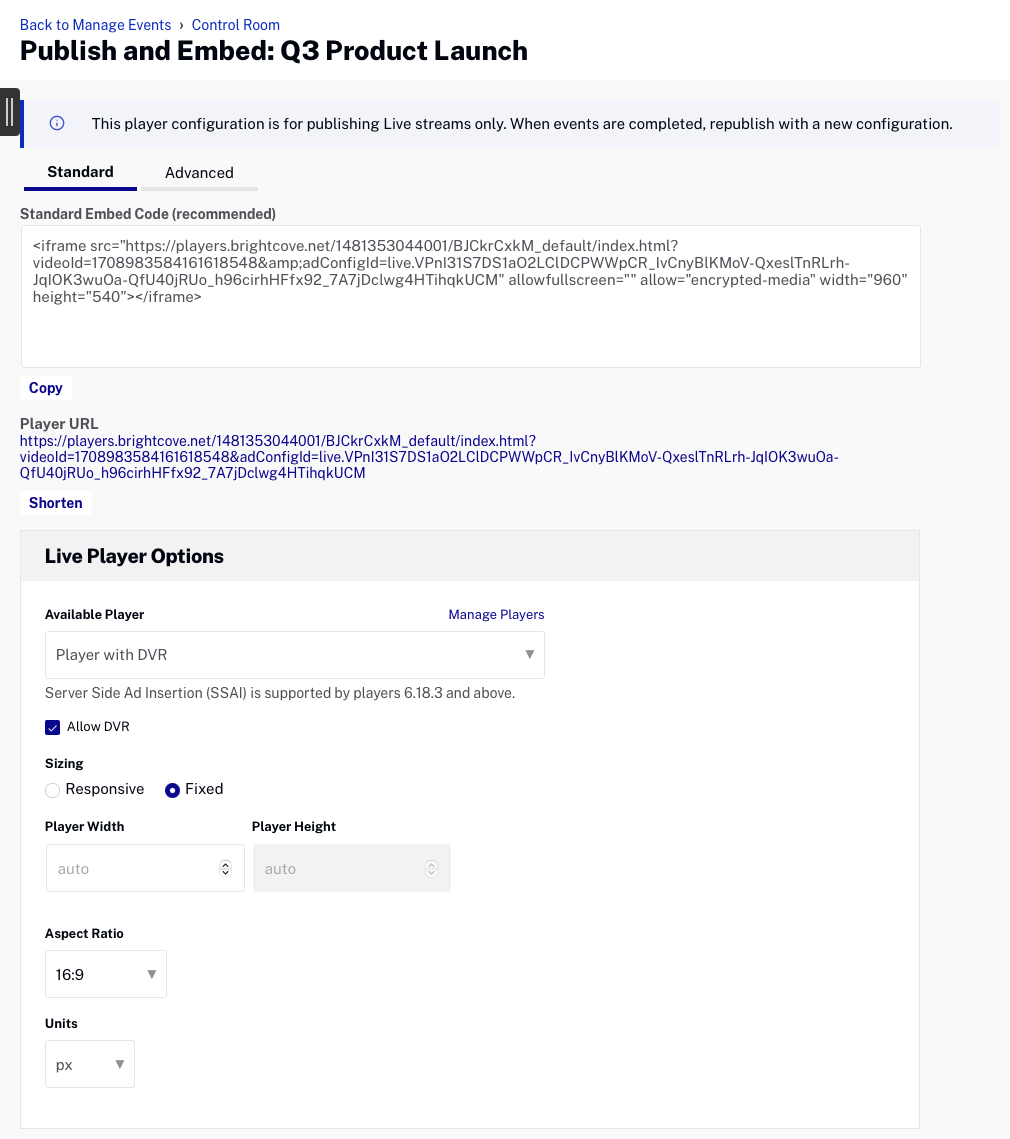 Back to Manage Events › Control Room
Publish and Embed: Q3 Product Launch
This player configuration is for publishing Live streams only. When events are completed, republish with a new configuration.
Standard Advanced
Standard Embed Code (recommended)
<iframe src="https://players.brightcove.net/1481353044001/BJCkrCxkM_default/index.html?
videoId=1708983584161618548&amp;adConfigId=live.VPnI31S7DS1aO2LClDCPWWpCR_IvCnyBlKMoV-QxeslTnRLrh-
JqIOK3wuOa-QfU40jRUo_h96cirhHFfx92_7A7jDclwg4HTihqkUCM" allowfullscreen="" allow="encrypted-media" width="960"
height="540"></iframe>
Copy
Player URL
https://players.brightcove.net/1481353044001/BJCkrCxkM_default/index.html?
videoId=1708983584161618548&adConfigId=live.VPnI31S7DS1aO2LClDCPWWpCR_IvCnyBlKMoV-QxeslTnRLrh-JqIOK3wuOa-
QfU40jRUo_h96cirhHFfx92_7A7jDclwg4HTihqkUCM
Shorten
Live Player Options
Available Player Manage Players
Player with DVR
Server Side Ad Insertion (SSAI) is supported by players 6.18.3 and above.
Allow DVR
Sizing
Responsive Fixed
Player Width Player Height
auto auto
Aspect Ratio
16:9
Units
px